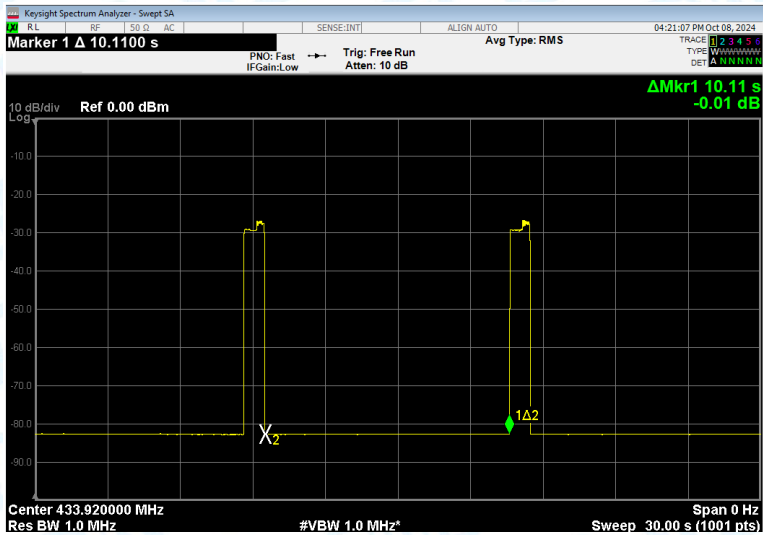 Keysight Spectrum Analyzer - Swept SA
LXI RL RF 50 Ω AC SENSE:INT ALIGN AUTO 04:21:07 PM Oct 08, 2024
Marker 1 Δ 10.1100 s
PNO: Fast
IFGain:Low
Trig: Free Run
Atten: 10 dB
Avg Type: RMS
TRACE 1 2 3 4 5 6
TYPE WWWWWW
DET A N N N N N
ΔMkr1 10.11 s
-0.01 dB
10 dB/div Ref 0.00 dBm
Log
-10.0
-20.0
-30.0
-40.0
-50.0
-60.0
-70.0
-80.0
-90.0
1Δ2
X2
Center 433.920000 MHz Span 0 Hz
Res BW 1.0 MHz #VBW 1.0 MHz* Sweep 30.00 s (1001 pts)